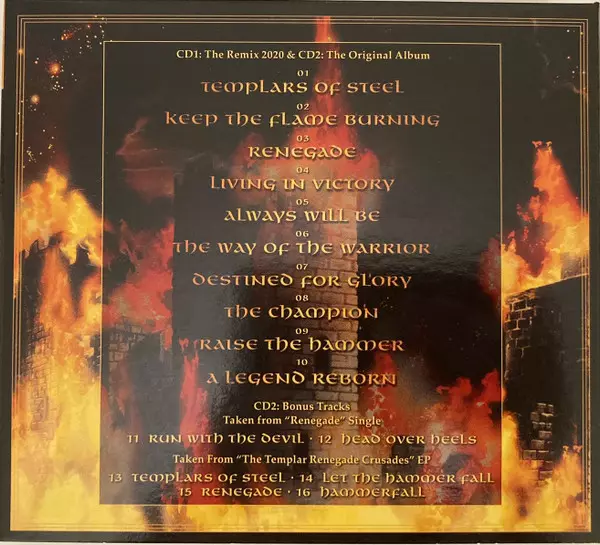 CD1: The Remix 2020 & CD2: The Original Album
01
TEMPLARS OF STEEL
02
KEEP THE FLAME BURNING
03
RENEGADE
04
LIVING IN VICTORY
05
ALWAYS WILL BE
06
THE WAY OF THE WARRIOR
07
DESTINED FOR GLORY
08
THE CHAMPION
09
RAISE THE HAMMER
10
A LEGEND REBORN
CD2: Bonus Tracks
Taken from "Renegade" Single
11 RUN WITH THE DEVIL · 12 HEAD OVER HEELS
Taken From "The Templar Renegade Crusades" EP
13 TEMPLARS OF STEEL · 14 LET THE HAMMER FALL
15 RENEGADE · 16 HAMMERFALL